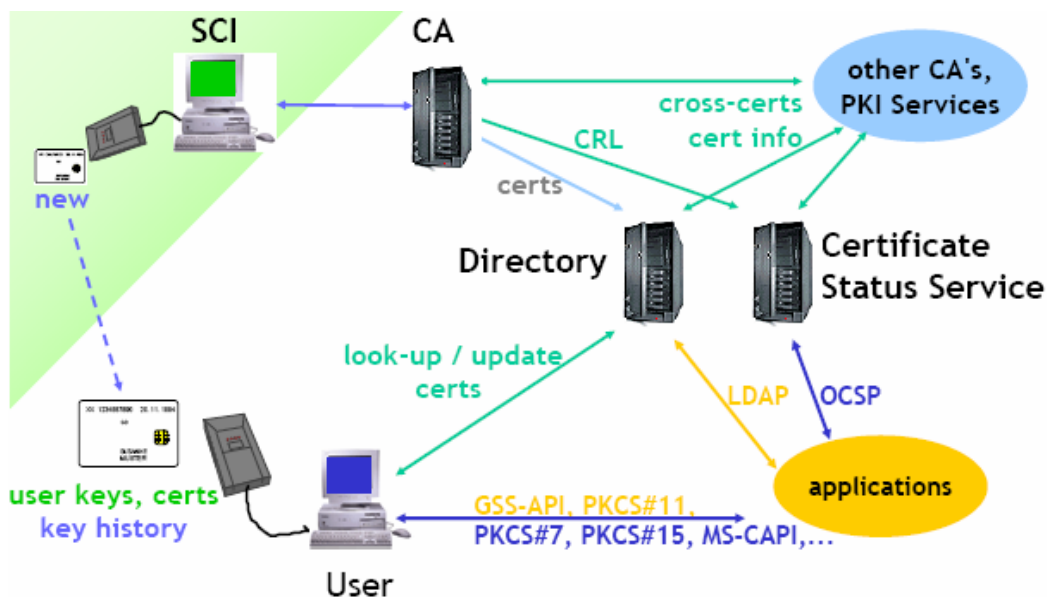 SCI
CA
other CA's,
PKI Services
cross-certs
cert info
CRL
certs
new
Directory
Certificate
Status Service
look-up / update
certs
LDAP
OCSP
user keys, certs
key history
applications
GSS-API, PKCS#11,
PKCS#7, PKCS#15, MS-CAPI,...
User